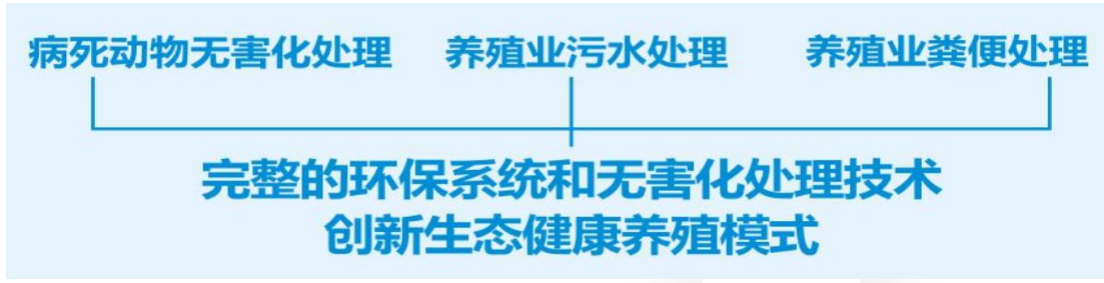 病死动物无害化处理 养殖业污水处理 养殖业粪便处理
完整的环保系统和无害化处理技术
创新生态健康养殖模式